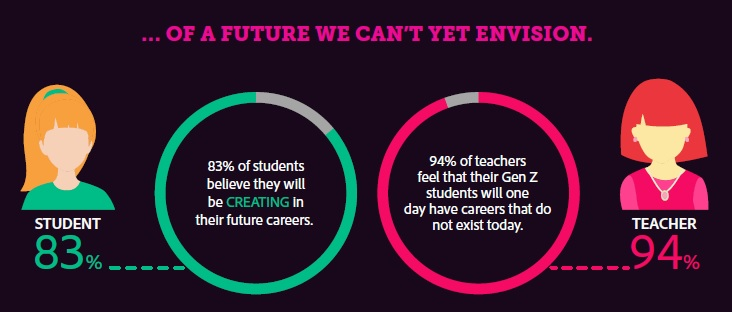 ... OF A FUTURE WE CAN'T YET ENVISION.
83% of students
believe they will
be CREATING in
their future careers.
94% of teachers
feel that their Gen Z
students will one
day have careers that do
not exist today.
STUDENT
83%
TEACHER
94%